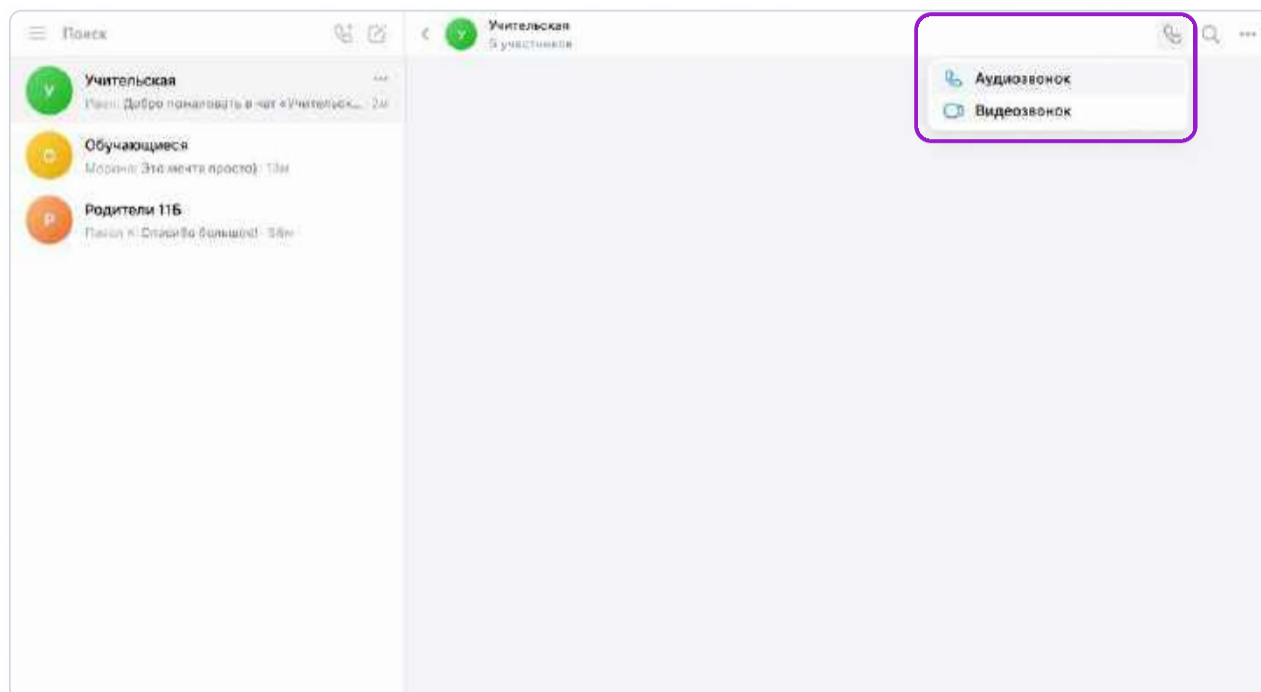 Поиск
Учительская
5 участников
Аудиозвонок
Видеозвонок
У
Учительская
Добро пожаловать в чат «Учительск... 2м
О
Обучающиеся
Это мечта просто)
Р
Родители 11Б
Спасибо большое!
У